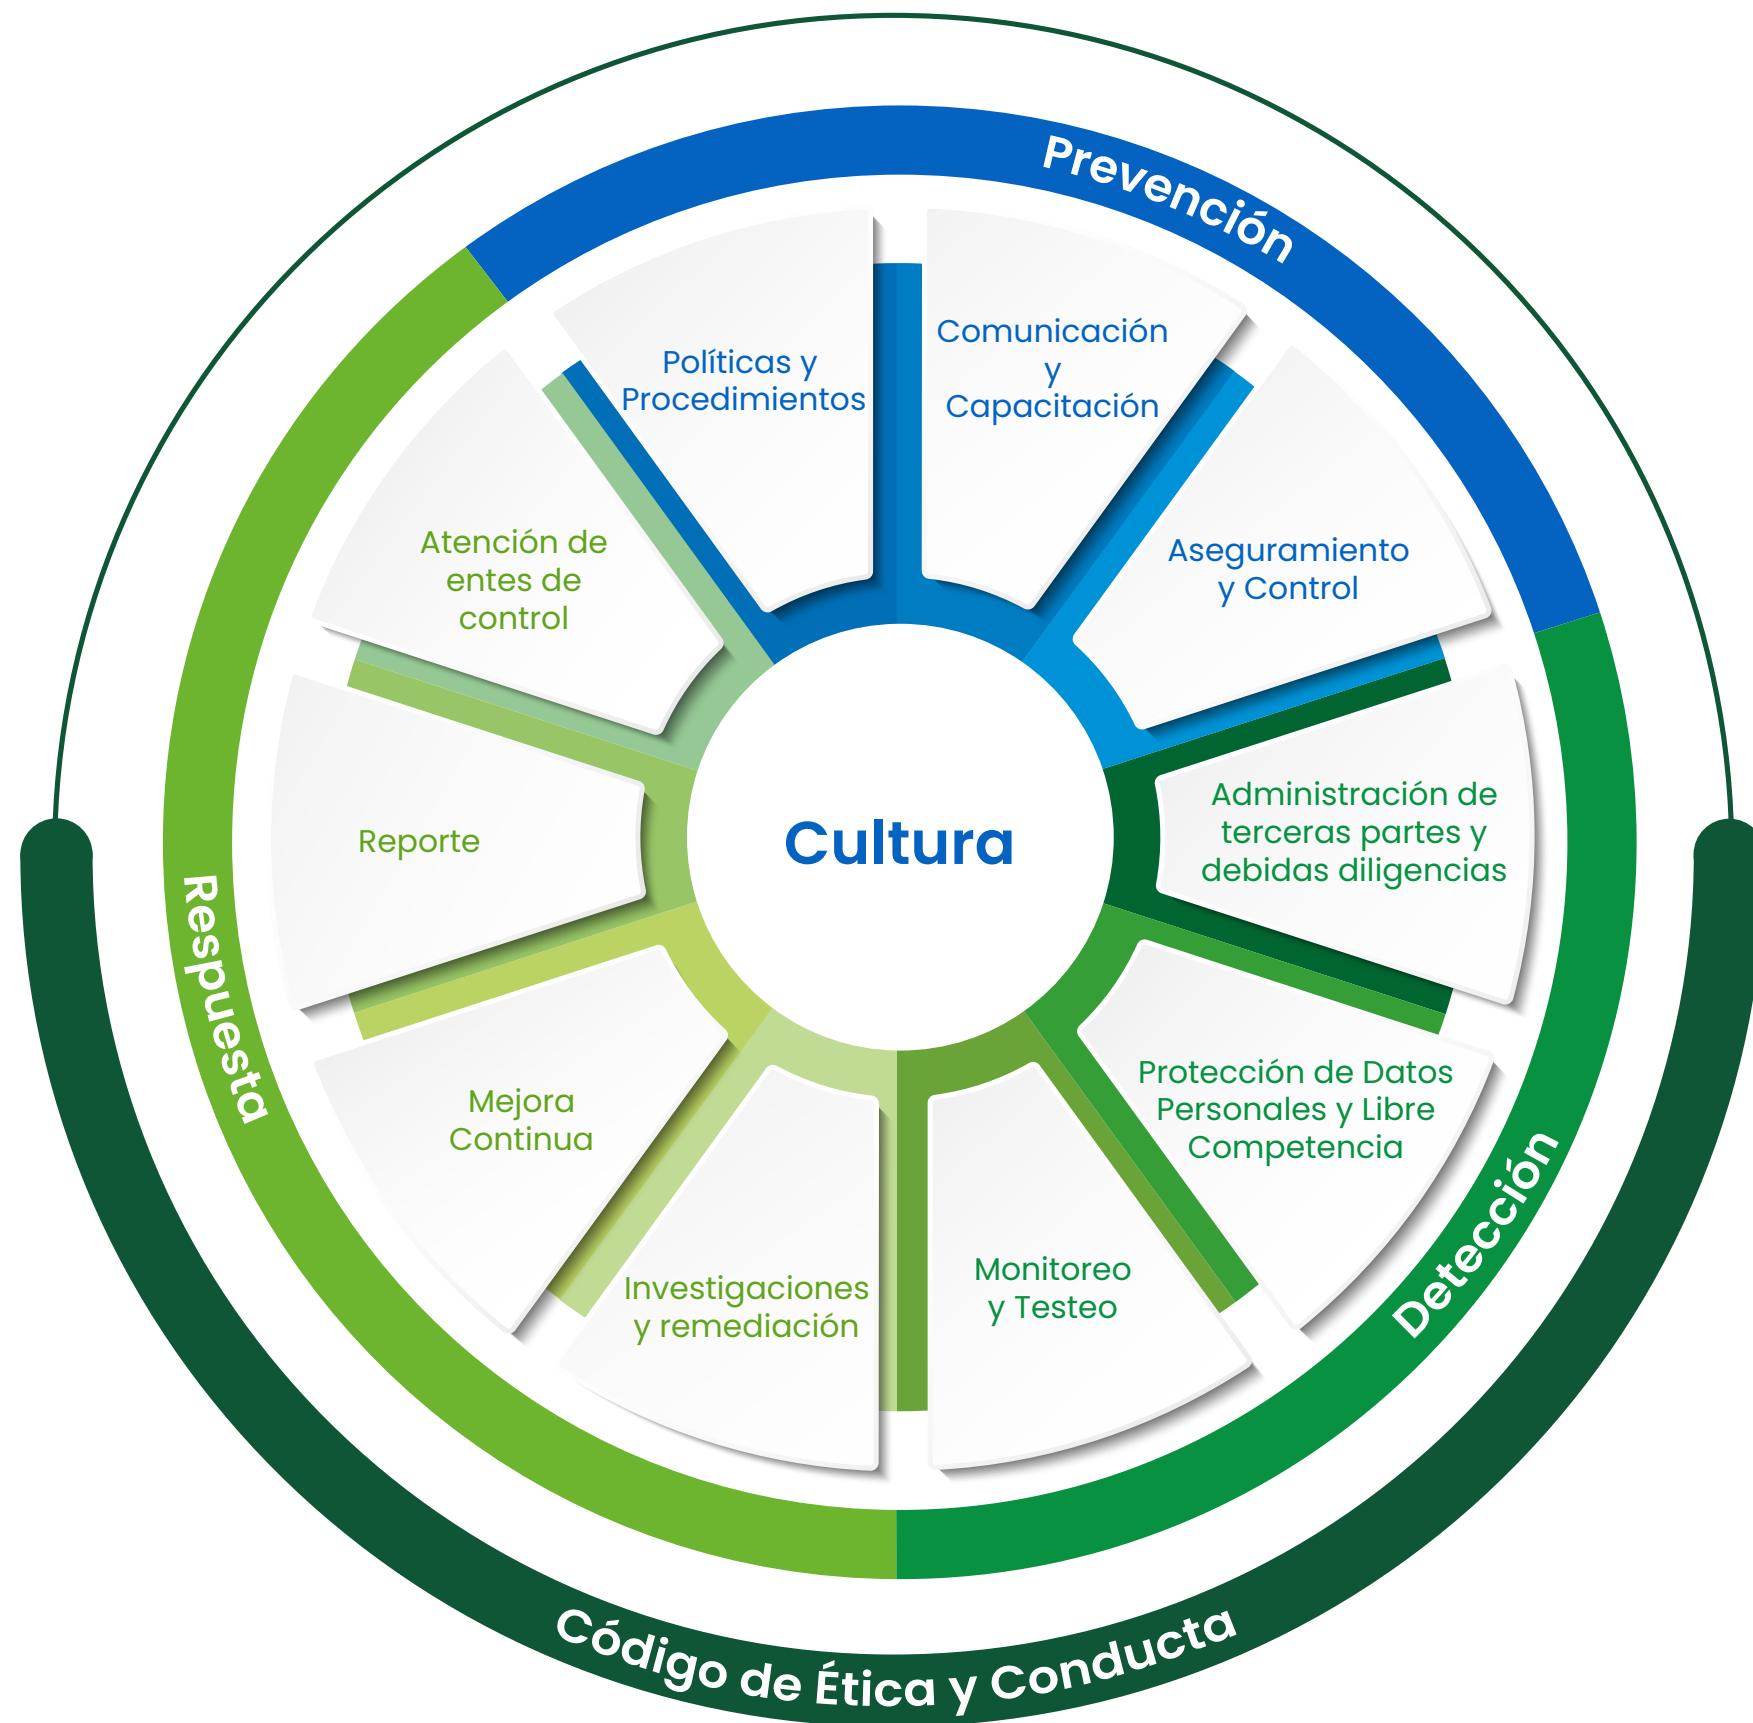 Prevención
Políticas y
Procedimientos
Comunicación
y
Capacitación
Aseguramiento
y Control
Administración de
terceras partes y
debidas diligencias
Protección de Datos
Personales y Libre
Competencia
Monitoreo
y Testeo
Detección
Investigaciones
y remediación
Mejora
Continua
Reporte
Atención de
entes de
control
Respuesta
Cultura
Código de Ética y Conducta